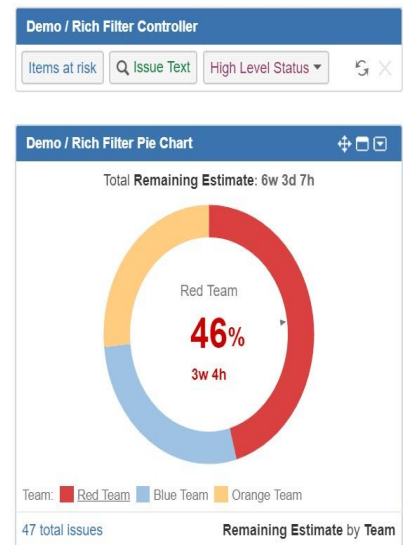 Demo / Rich Filter Controller
Items at risk Issue Text High Level Status
Demo / Rich Filter Pie Chart
Total Remaining Estimate: 6w 3d 7h
Red Team
46%
3w 4h
Team: Red Team Blue Team Orange Team
47 total issues Remaining Estimate by Team